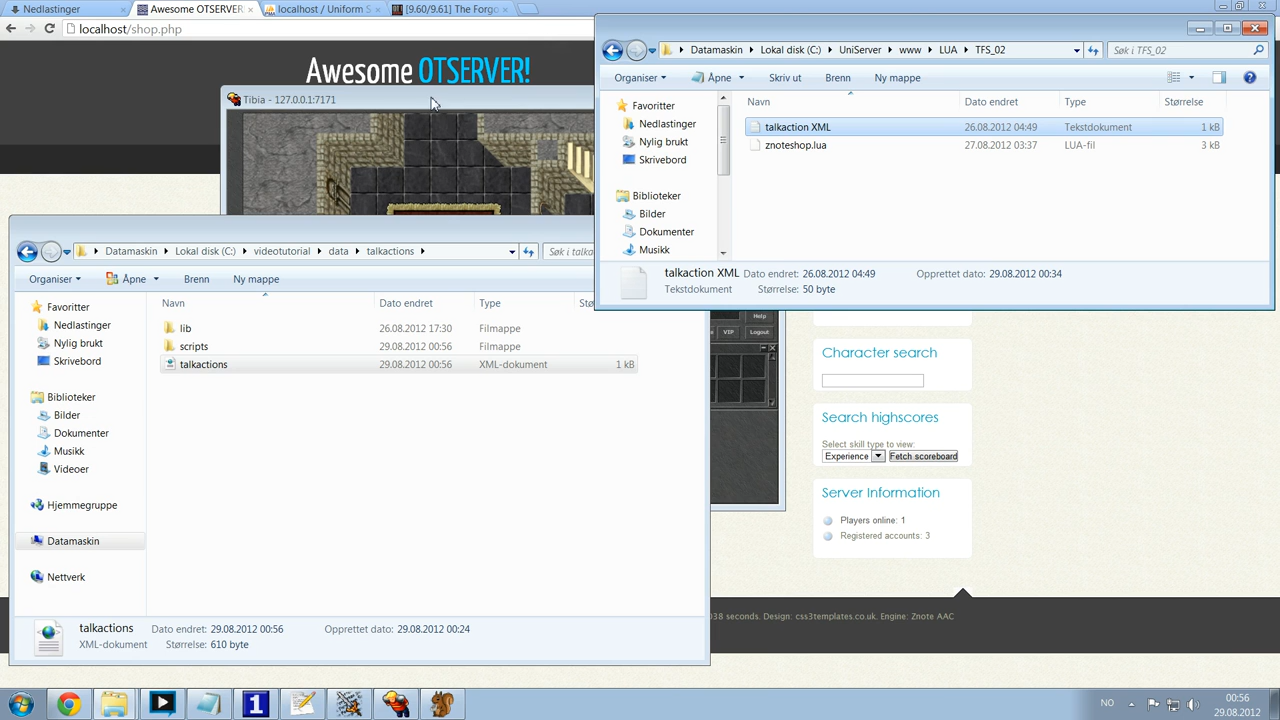 Nedlastinger
Awesome OTSERVER!
localhost / Uniform S
[9.60/9.61] The Forgo
localhost/shop.php
Awesome OTSERVER!
Tibia - 127.0.0.1:7171
Datamaskin
Lokal disk (C:)
UniServer
www
LUA
TFS_02
Søk i TFS_02
Organiser
Åpne
Skriv ut
Brenn
Ny mappe
Navn
Dato endret
Type
Størrelse
Favoritter
Nedlastinger
Nylig brukt
Skrivebord
Biblioteker
Bilder
Dokumenter
Musikk
talkaction XML 26.08.2012 04:49 Tekstdokument 1 kB
znoteshop.lua 27.08.2012 03:37 LUA-fil 3 kB
talkaction XML Dato endret: 26.08.2012 04:49 Opprettet dato: 29.08.2012 00:34
Tekstdokument Størrelse: 50 byte
Datamaskin
Lokal disk (C:)
videotutorial
data
talkactions
Søk i talka
Organiser
Åpne
Brenn
Ny mappe
Navn
Dato endret
Type
Stø
Favoritter
Nedlastinger
Nylig brukt
Skrivebord
Biblioteker
Bilder
Dokumenter
Musikk
Videoer
Hjemmegruppe
Datamaskin
Nettverk
lib 26.08.2012 17:30 Filmappe
scripts 29.08.2012 00:56 Filmappe
talkactions 29.08.2012 00:56 XML-dokument 1 kB
talkactions Dato endret: 29.08.2012 00:56 Opprettet dato: 29.08.2012 00:24
XML-dokument Størrelse: 610 byte
Help
VIP
Logout
Character search
Search highscores
Select skill type to view:
Experience
Fetch scoreboard
Server Information
Players online: 1
Registered accounts: 3
038 seconds. Design: css3templates.co.uk. Engine: Znote AAC
1
NO
00:56
29.08.2012